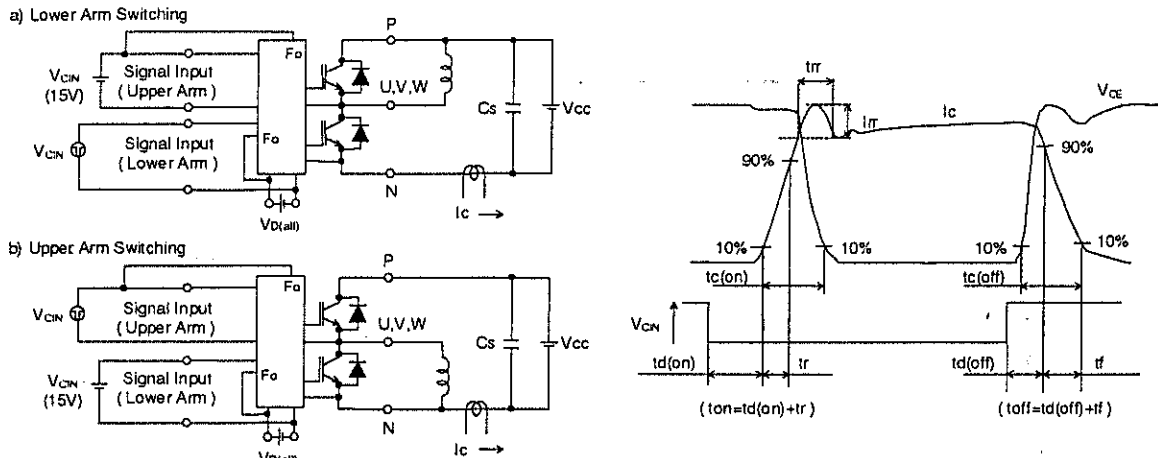 a) Lower Arm Switching
P
Fo
VCIN
(15V)
Signal Input
( Upper Arm )
U,V,W
Cs
Vcc
Fo
VCIN
Signal Input
( Lower Arm )
N
Ic
VD(all)
b) Upper Arm Switching
P
Fo
VCIN
Signal Input
( Upper Arm )
U,V,W
Cs
Vcc
Fo
VCIN
(15V)
Signal Input
( Lower Arm )
N
Ic
trr
VCE
Irr
Ic
90%
90%
10%
10%
10%
10%
tc(on)
tc(off)
VCIN
td(on)
tr
td(off)
tf
( ton=td(on)+tr )
( toff=td(off)+tf )